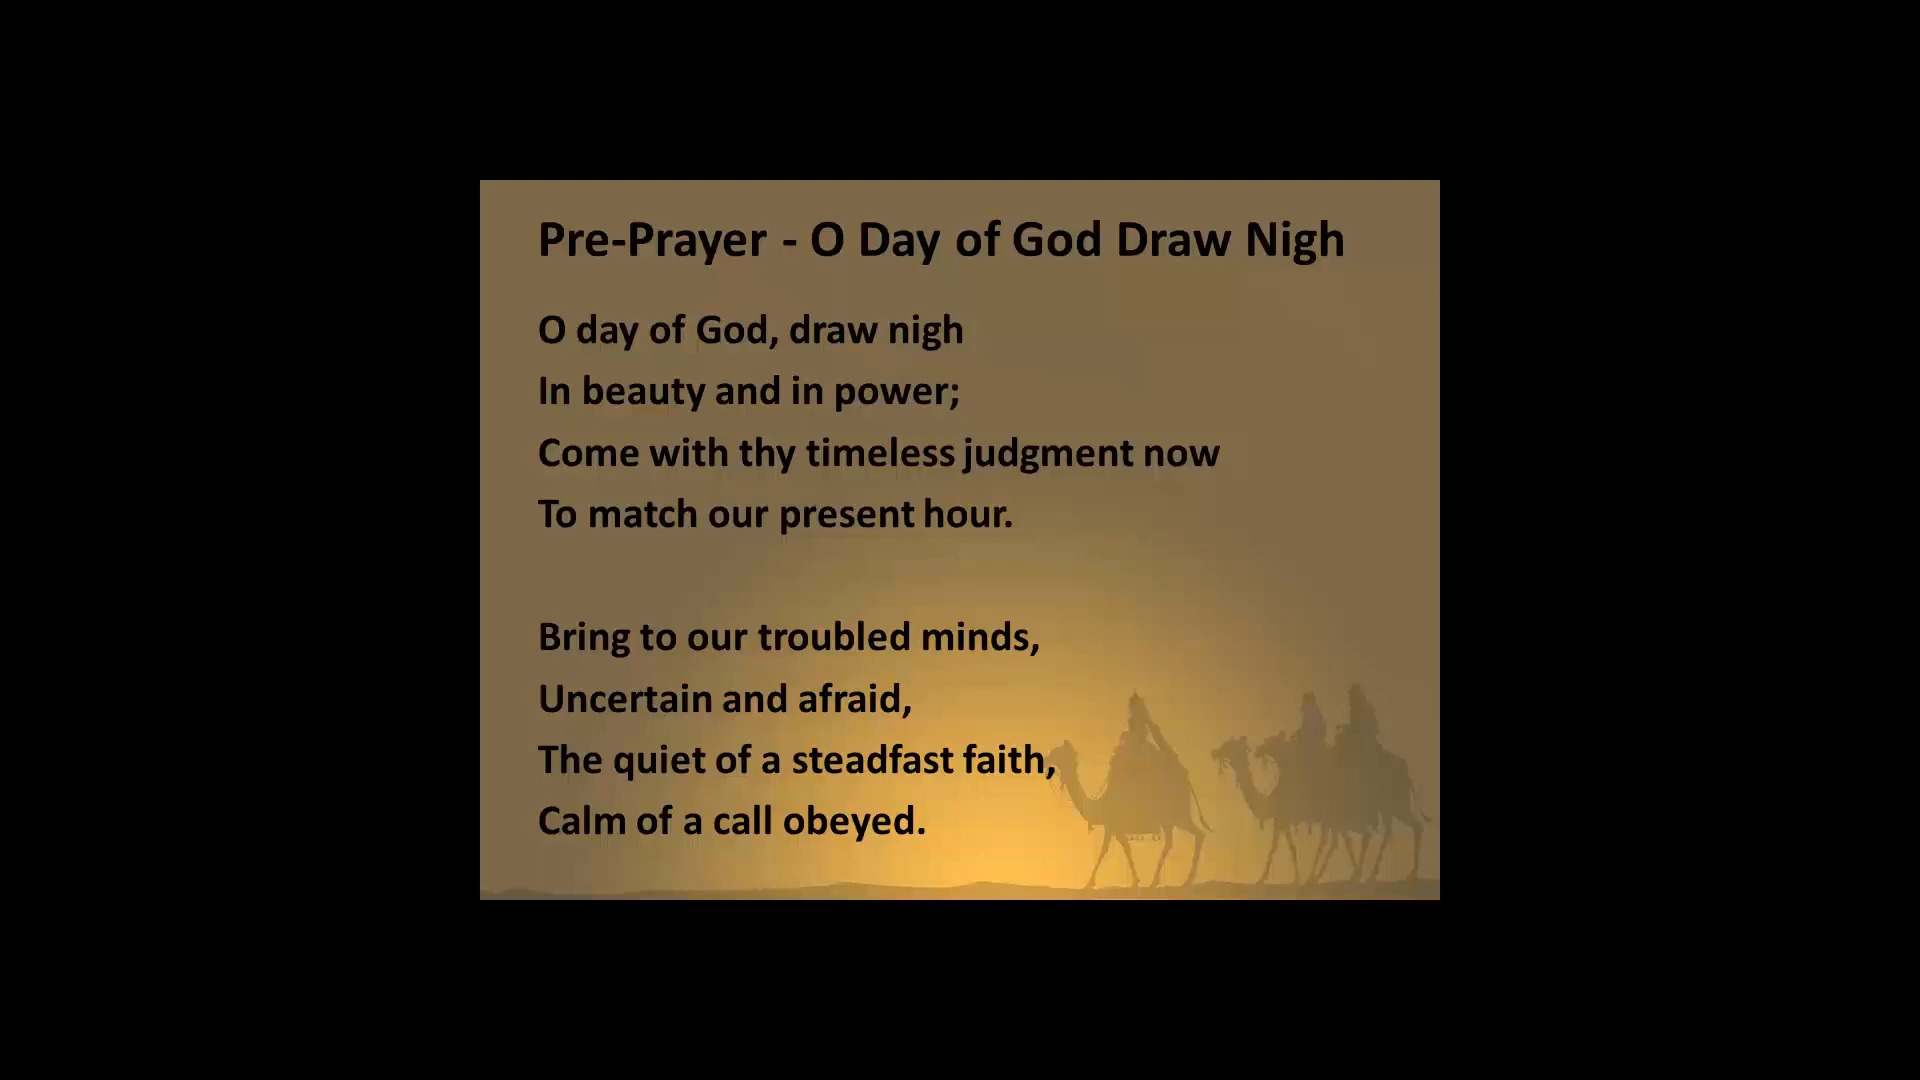 Pre-Prayer - O Day of God Draw Nigh
O day of God, draw nigh
In beauty and in power;
Come with thy timeless judgment now
To match our present hour.
Bring to our troubled minds,
Uncertain and afraid,
The quiet of a steadfast faith,
Calm of a call obeyed.